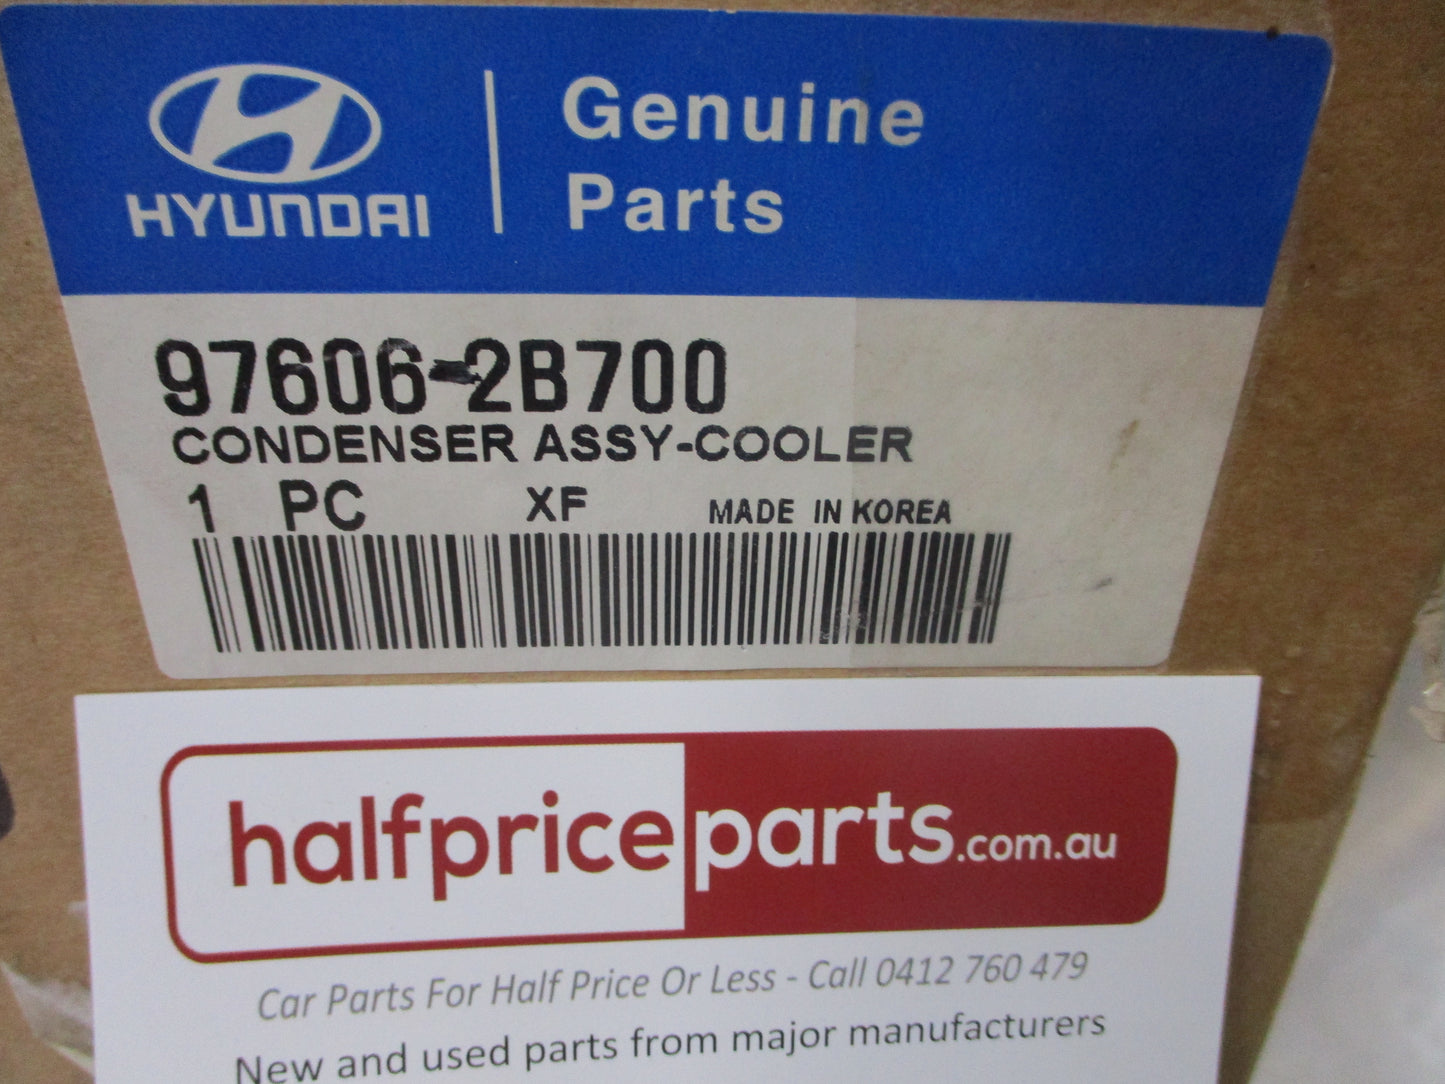 HYUNDAI
Genuine
Parts
97606-2B700
CONDENSER ASSY-COOLER
1 PC XF MADE IN KOREA
halfpriceparts.com.au
Car Parts For Half Price Or Less - Call 0412 760 479
New and used parts from major manufacturers